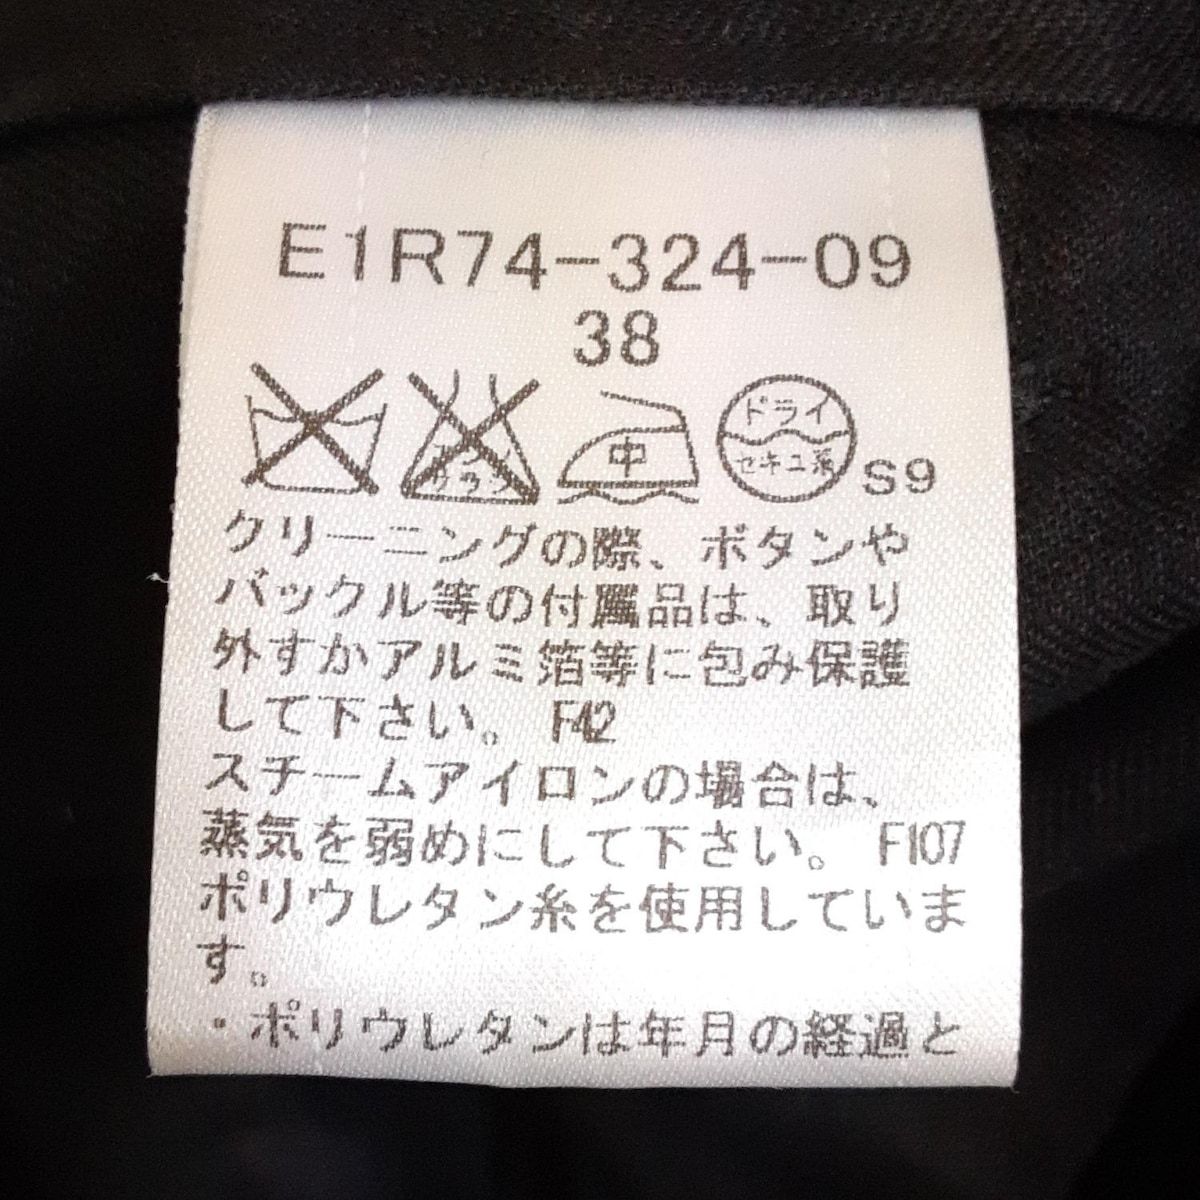 E1R74-324-09
38
中
ドライ
セキユ系
S9
クリーニングの際、ボタンや
バックル等の付属品は、取り
外すかアルミ箔等に包み保護
して下さい。 F42
スチームアイロンの場合は、
蒸気を弱めにして下さい。 F107
ポリウレタン糸を使用していま
す。
・ポリウレタンは年月の経過と